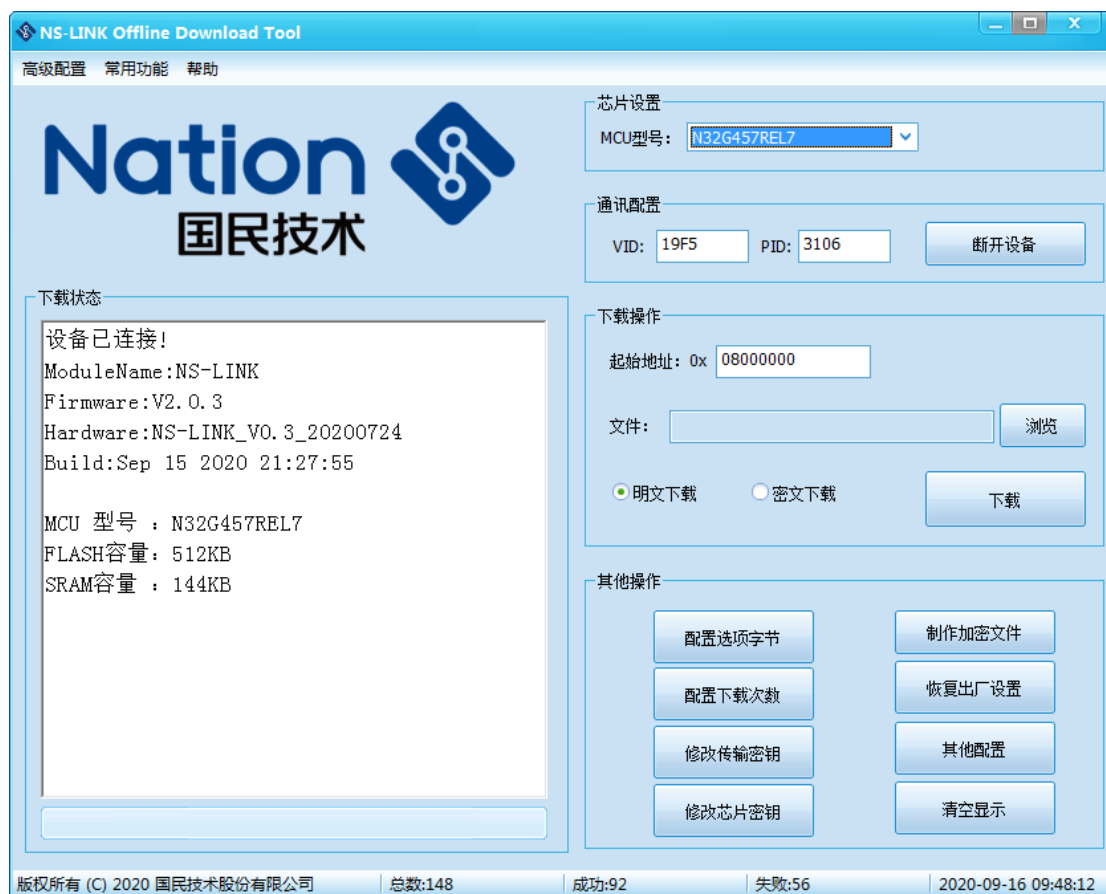 NS-LINK Offline Download Tool
高级配置 常用功能 帮助
Nation
国民技术
芯片设置
MCU型号： N32G457REL7
通讯配置
VID: 19F5 PID: 3106 断开设备
下载状态
设备已连接!
ModuleName:NS-LINK
Firmware:V2.0.3
Hardware:NS-LINK_V0.3_20200724
Build:Sep 15 2020 21:27:55
MCU 型号 ：N32G457REL7
FLASH容量：512KB
SRAM容量 ：144KB
下载操作
起始地址：0x 08000000
文件： 浏览
明文下载 密文下载 下载
其他操作
配置选项字节 制作加密文件
配置下载次数 恢复出厂设置
修改传输密钥 其他配置
修改芯片密钥 清空显示
版权所有 (C) 2020 国民技术股份有限公司 总数:148 成功:92 失败:56 2020-09-16 09:48:12